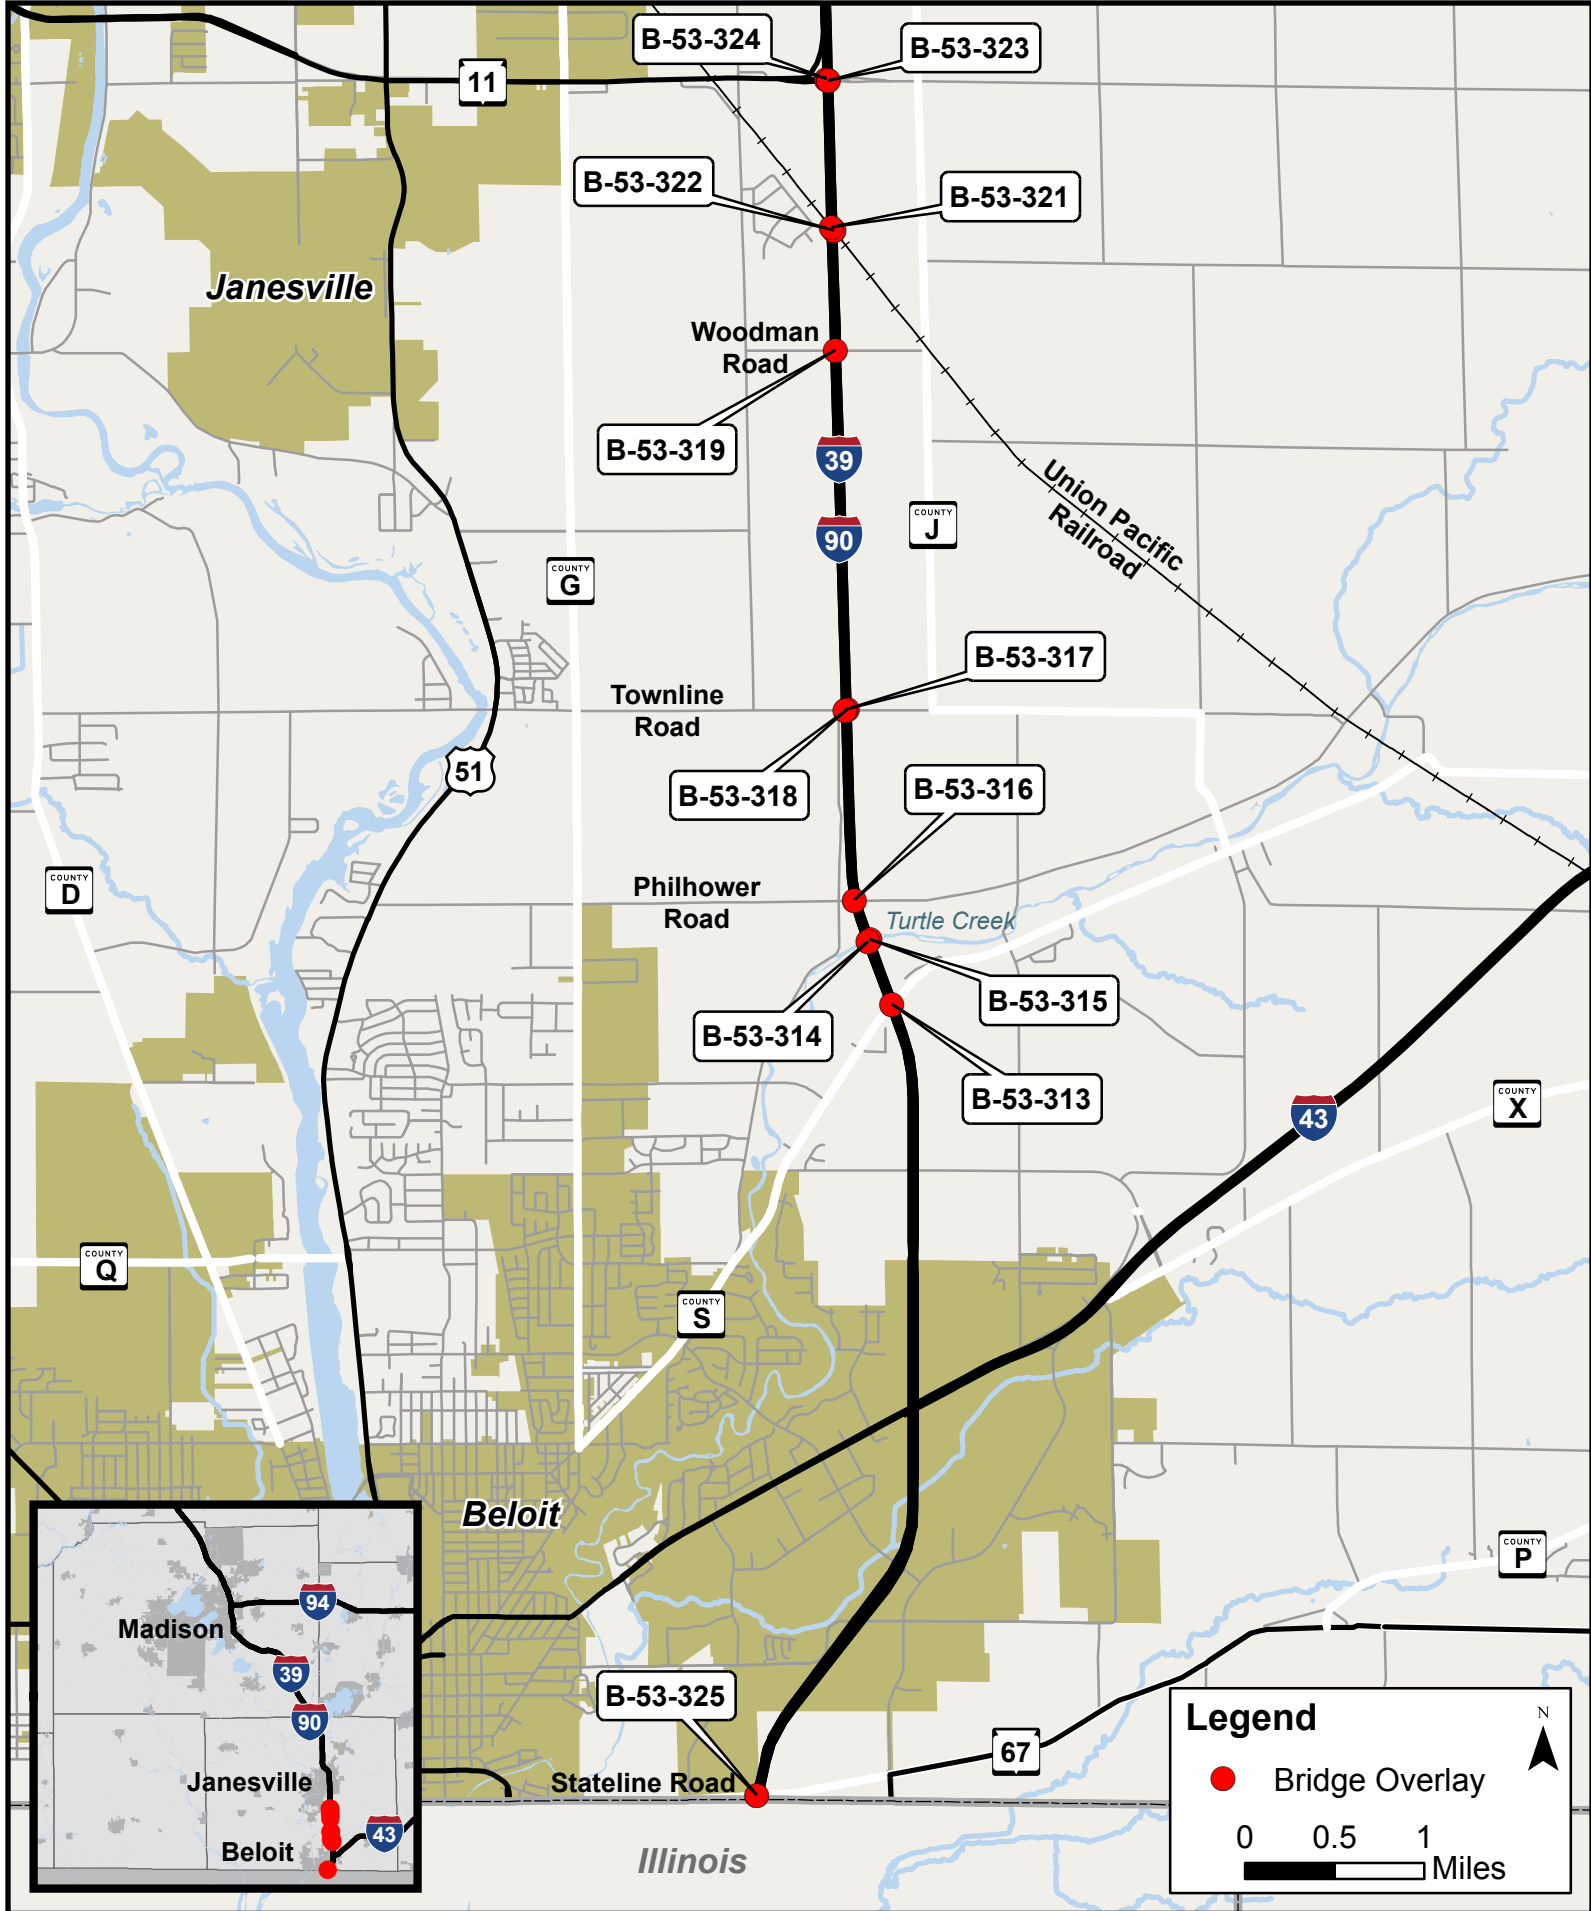 B-53-324
B-53-323
11
B-53-322
B-53-321
Janesville
Woodman
Road
B-53-319
39
90
COUNTY
J
Union Pacific
Railroad
COUNTY
G
B-53-317
Townline
Road
51
B-53-318
B-53-316
COUNTY
D
Philhower
Road
Turtle Creek
B-53-315
B-53-314
B-53-313
43
COUNTY
X
COUNTY
Q
COUNTY
S
Beloit
COUNTY
P
B-53-325
67
Stateline Road
Illinois
94
Madison
39
90
Janesville
43
Beloit
Legend
N
Bridge Overlay
0 0.5 1
Miles